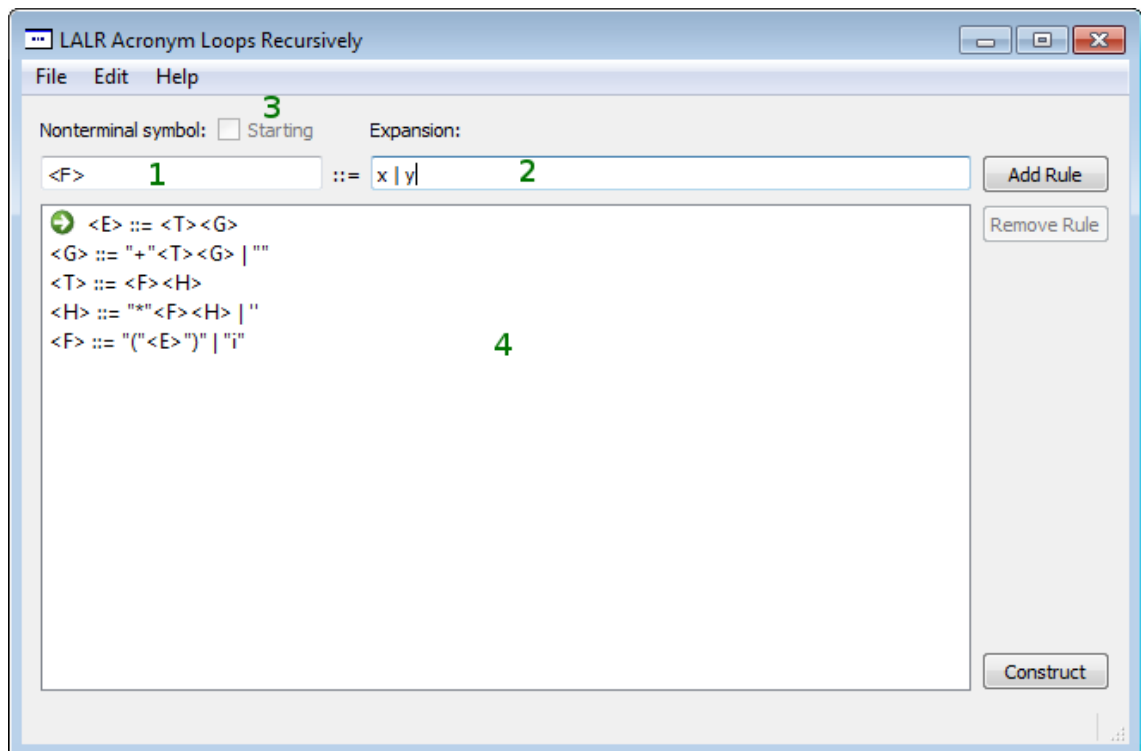 LALR Acronym Loops Recursively
File Edit Help
3
Nonterminal symbol: Starting Expansion:
<F> 1 ::= x | y 2 Add Rule
<E> ::= <T><G> Remove Rule
<G> ::= "+"<T><G> | ""
<T> ::= <F><H>
<H> ::= "*"<F><H> | ''
<F> ::= "("<E>")" | "i"
4
Construct